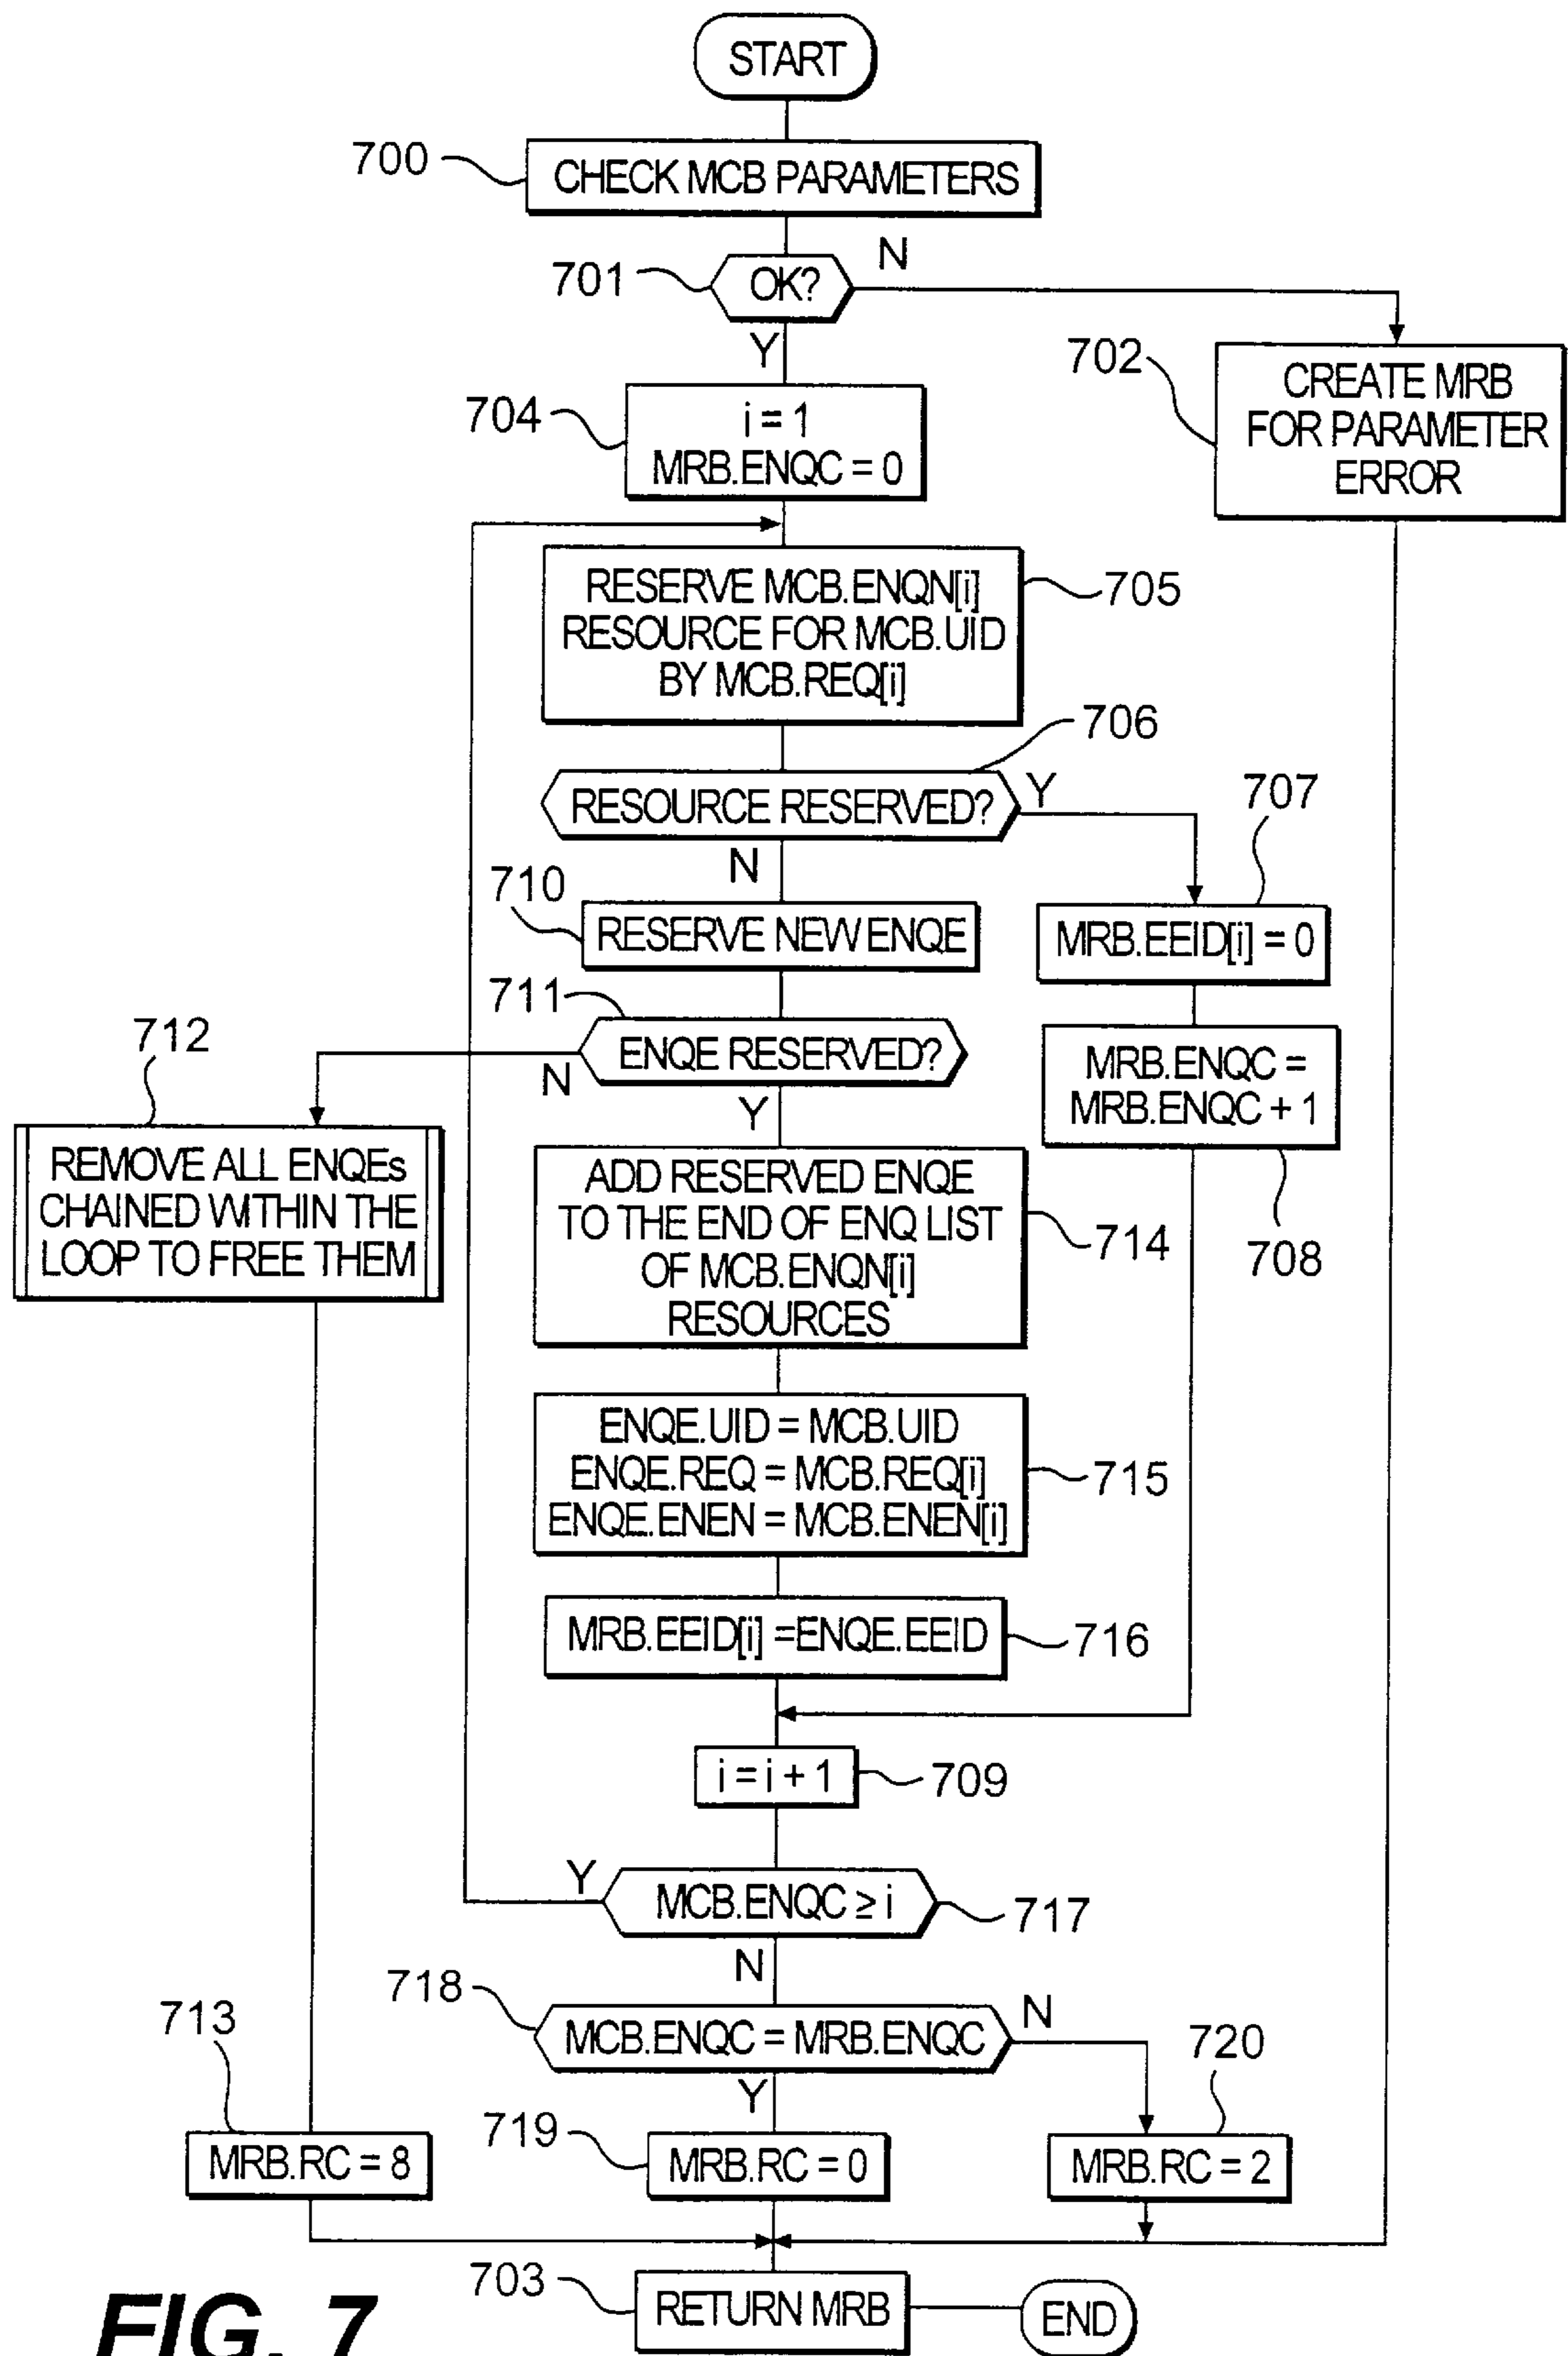 START
700
CHECK MCB PARAMETERS
701
OK?
N
Y
702
CREATE MRB
FOR PARAMETER
ERROR
704
i = 1
MRB.ENQC = 0
RESERVE MCB.ENQN[i]
RESOURCE FOR MCB.UID
BY MCB.REQ[i]
705
706
RESOURCE RESERVED?
Y
N
707
MRB.EEID[i] = 0
710
RESERVE NEW ENQE
711
ENQE RESERVED?
N
Y
MRB.ENQC =
MRB.ENQC + 1
708
712
REMOVE ALL ENQEs
CHAINED WITHIN THE
LOOP TO FREE THEM
ADD RESERVED ENQE
TO THE END OF ENQ LIST
OF MCB.ENQN[i]
RESOURCES
714
ENQE.UID = MCB.UID
ENQE.REQ = MCB.REQ[i]
ENQE.ENEN = MCB.ENEN[i]
715
MRB.EEID[i] =ENQE.EEID
716
i = i + 1
709
Y
MCB.ENQC ≥ i
717
N
718
MCB.ENQC = MRB.ENQC
N
Y
713
MRB.RC = 8
719
MRB.RC = 0
720
MRB.RC = 2
703
RETURN MRB
END
FIG. 7